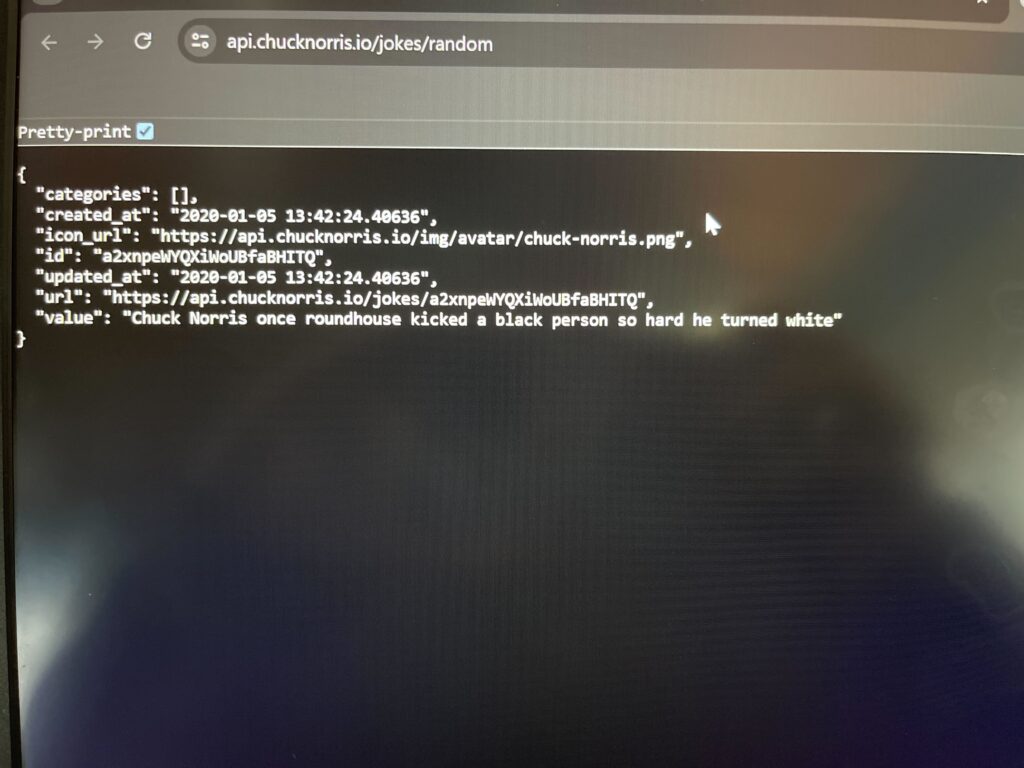 api.chucknorris.io/jokes/random
Pretty-print
{
"categories": [],
"created_at": "2020-01-05 13:42:24.40636",
"icon_url": "https://api.chucknorris.io/img/avatar/chuck-norris.png",
"id": "a2xnpeWYQXiWoUBfaBHITQ",
"updated_at": "2020-01-05 13:42:24.40636",
"url": "https://api.chucknorris.io/jokes/a2xnpeWYQXiWoUBfaBHITQ",
"value": "Chuck Norris once roundhouse kicked a black person so hard he turned white"
}